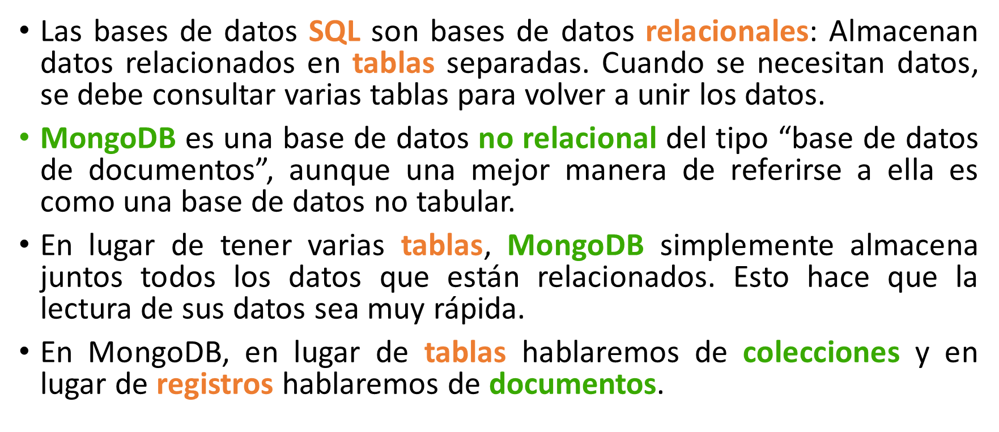 • Las bases de datos SQL son bases de datos relacionales: Almacenan
datos relacionados en tablas separadas. Cuando se necesitan datos,
se debe consultar varias tablas para volver a unir los datos.
• MongoDB es una base de datos no relacional del tipo “base de datos
de documentos”, aunque una mejor manera de referirse a ella es
como una base de datos no tabular.
• En lugar de tener varias tablas, MongoDB simplemente almacena
juntos todos los datos que están relacionados. Esto hace que la
lectura de sus datos sea muy rápida.
• En MongoDB, en lugar de tablas hablaremos de colecciones y en
lugar de registros hablaremos de documentos.